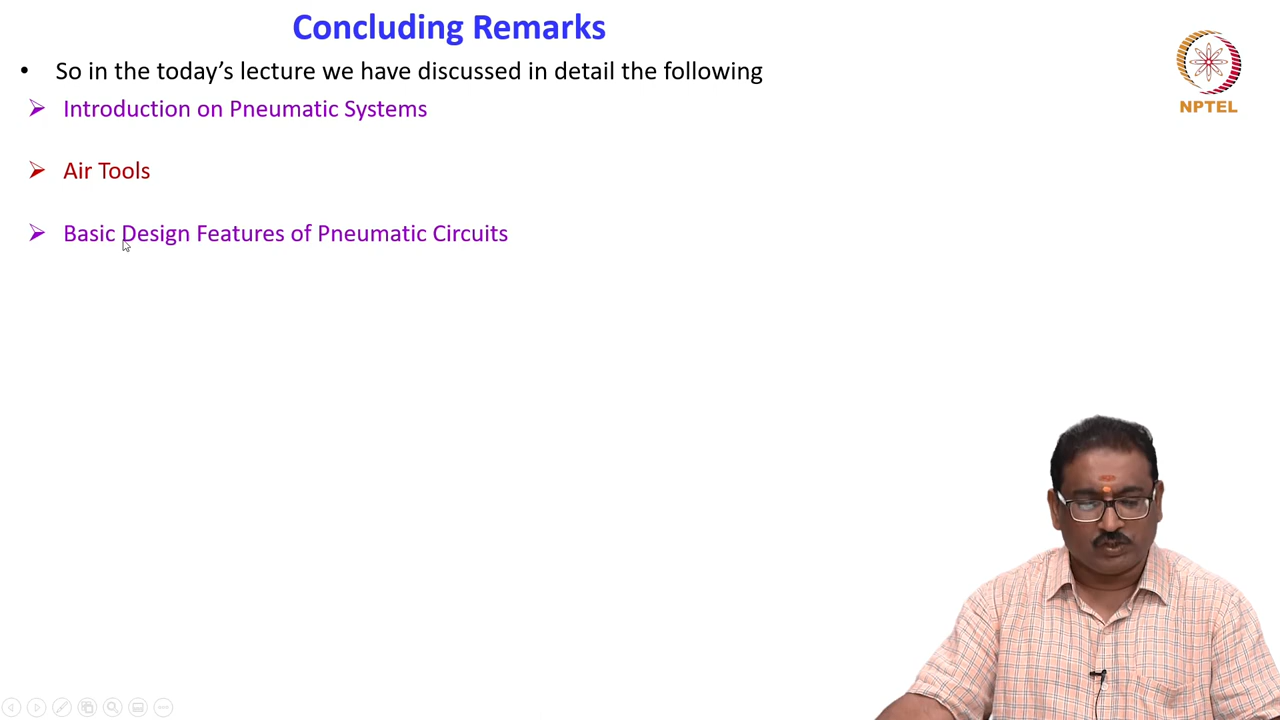 Concluding Remarks
• So in the today’s lecture we have discussed in detail the following
➢ Introduction on Pneumatic Systems
➢ Air Tools
➢ Basic Design Features of Pneumatic Circuits
NPTEL